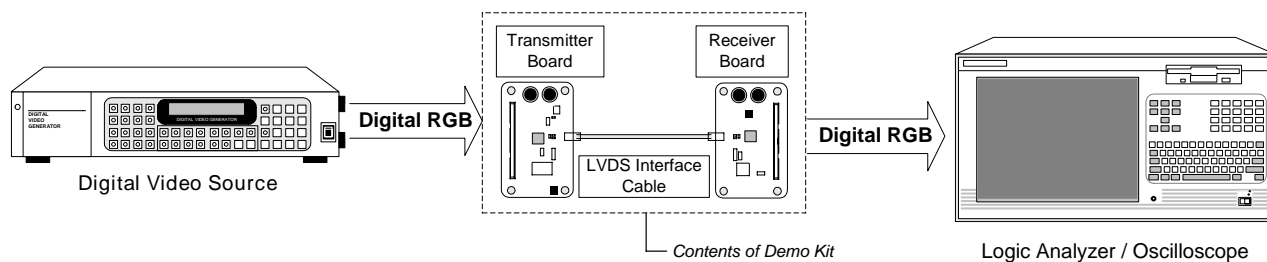 Transmitter
Board
Receiver
Board
DIGITAL
VIDEO
GENERATOR
DIGITAL VIDEO GENERATOR
Digital RGB
Digital RGB
LVDS Interface
Cable
Digital Video Source
Contents of Demo Kit
Logic Analyzer / Oscilloscope